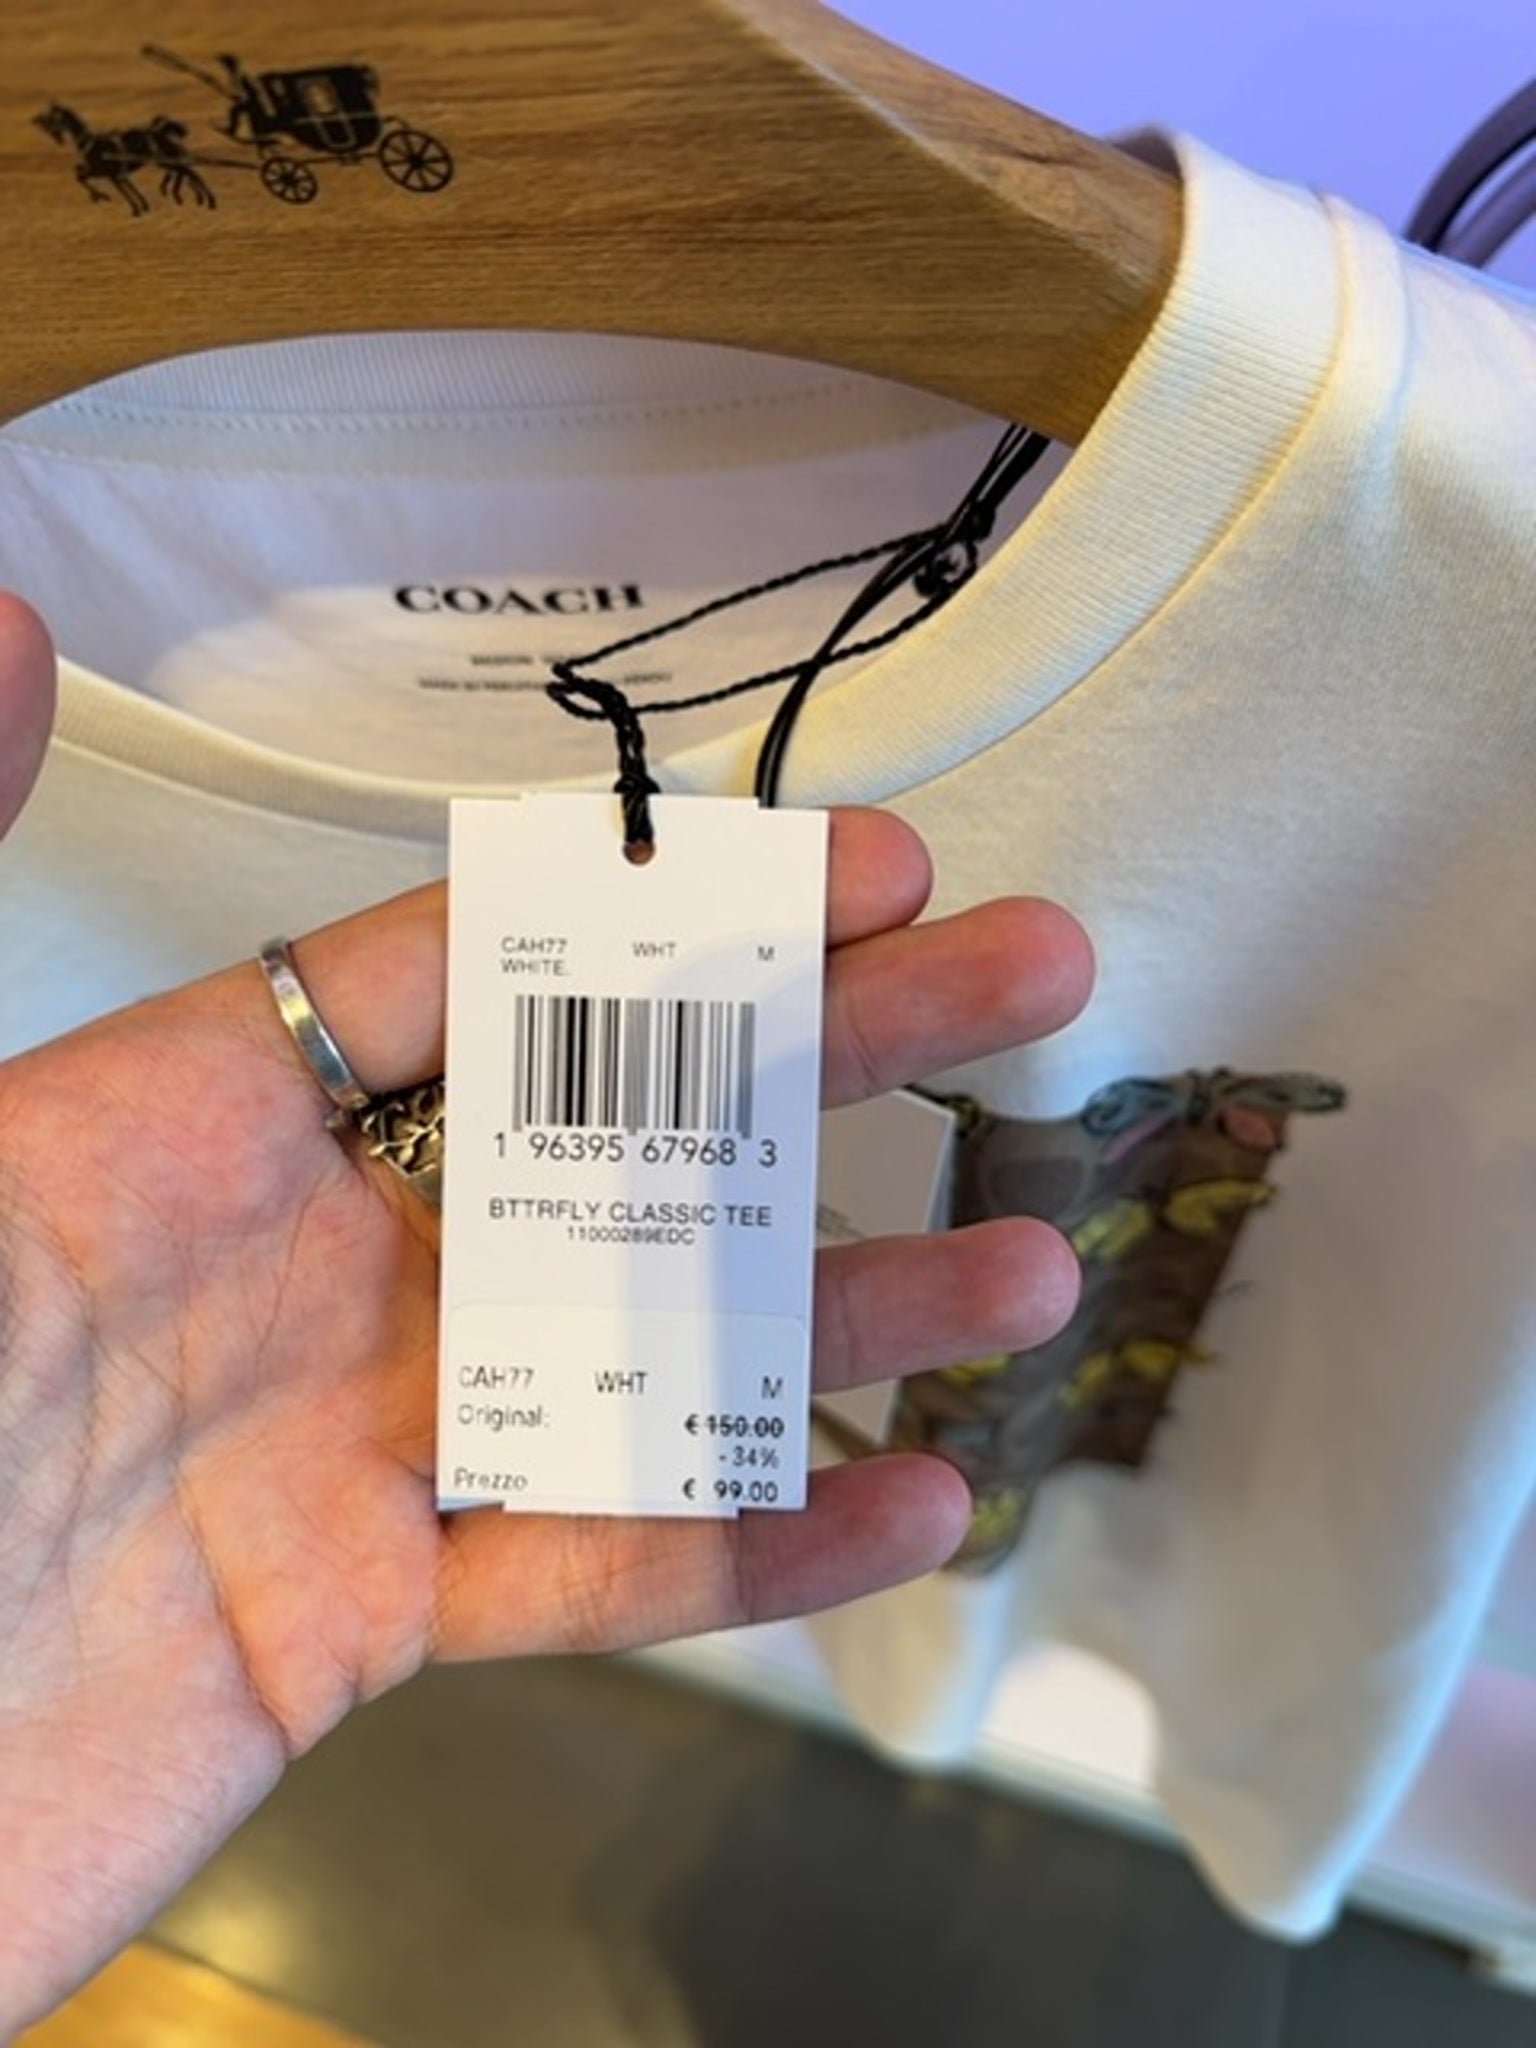 COACH
CAH77 WHT M
WHITE.
1 96395 67968 3
BTTRFLY CLASSIC TEE
11000289EDC
CAH77 WHT M
Original: € 150.00
- 34%
Prezzo € 99.00